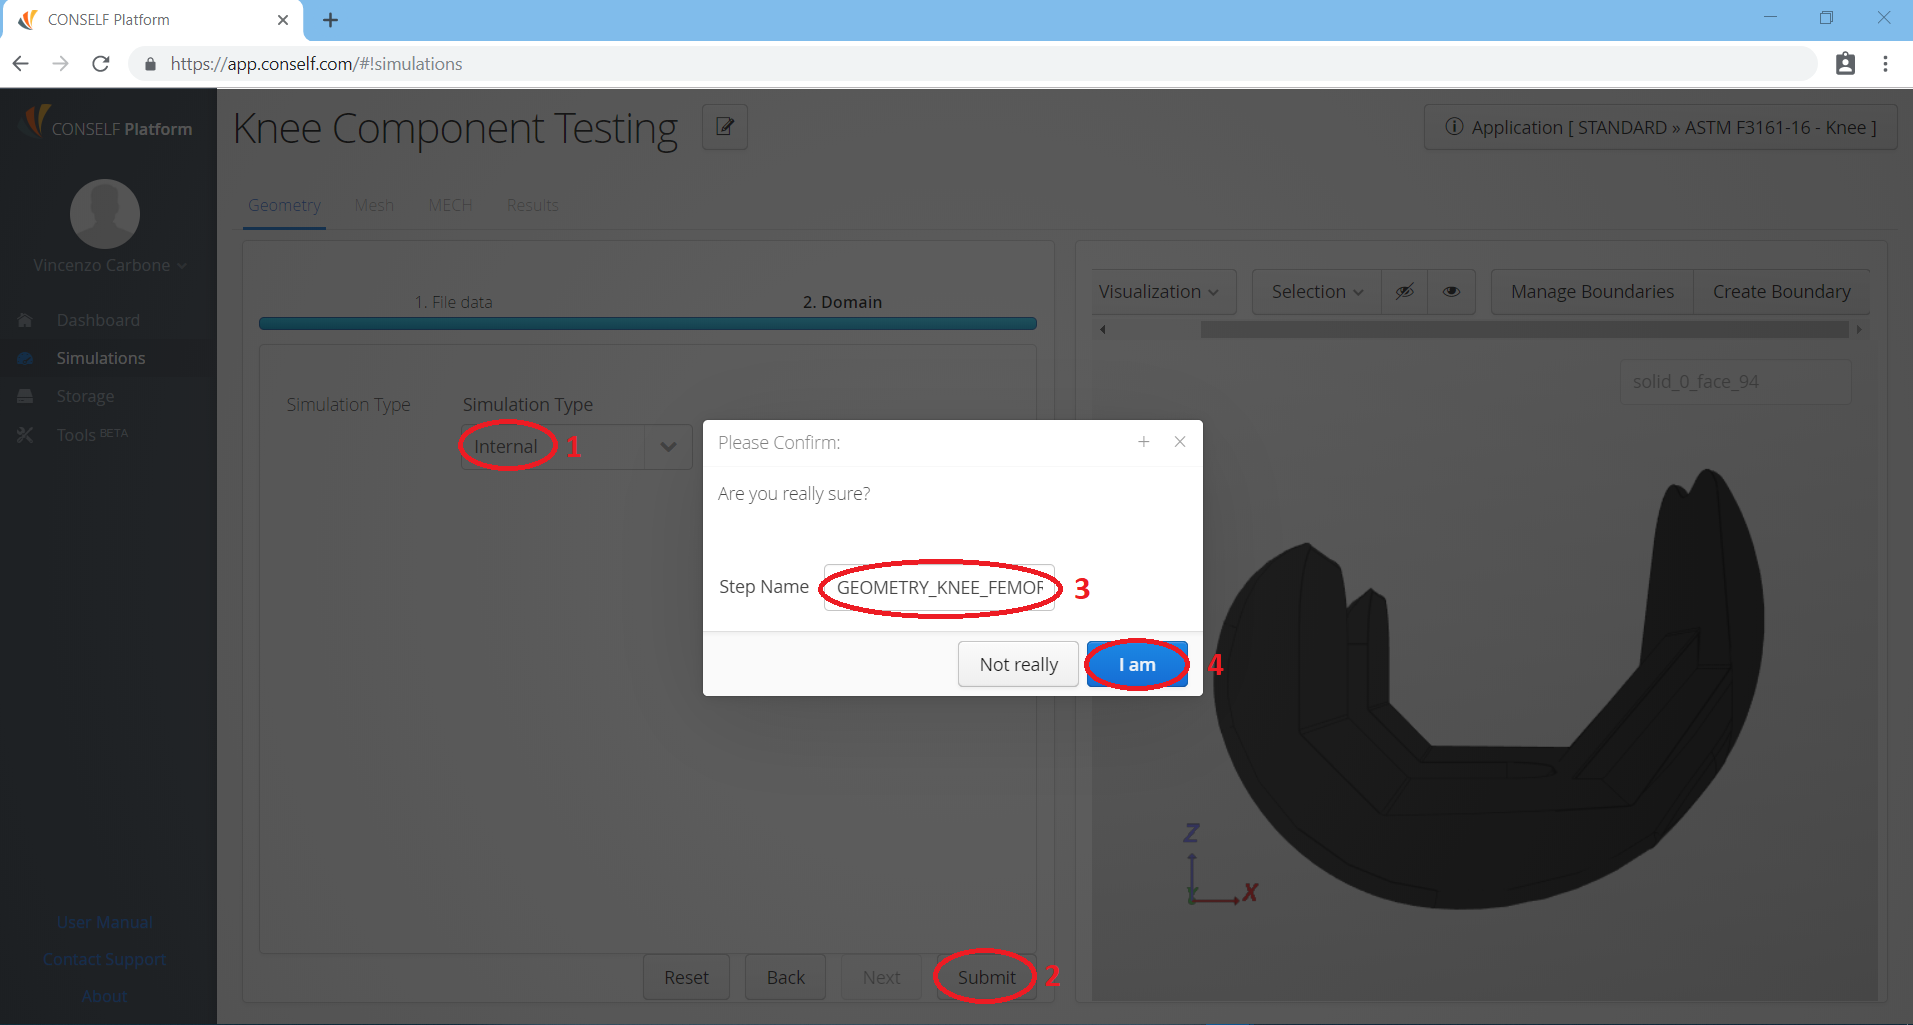 CONSELF Platform
https://app.conself.com/#!simulations
CONSELF Platform
Knee Component Testing
Application [ STANDARD » ASTM F3161-16 - Knee ]
Vincenzo Carbone
Dashboard
Simulations
Storage
Tools BETA
User Manual
Contact Support
About
Geometry Mesh MECH Results
1. File data 2. Domain
Simulation Type Simulation Type
Internal 1
Reset Back Next Submit 2
Visualization Selection Manage Boundaries Create Boundary
solid_0_face_94
Please Confirm:
Are you really sure?
Step Name GEOMETRY_KNEE_FEMOR 3
Not really I am 4
Z
Y
X